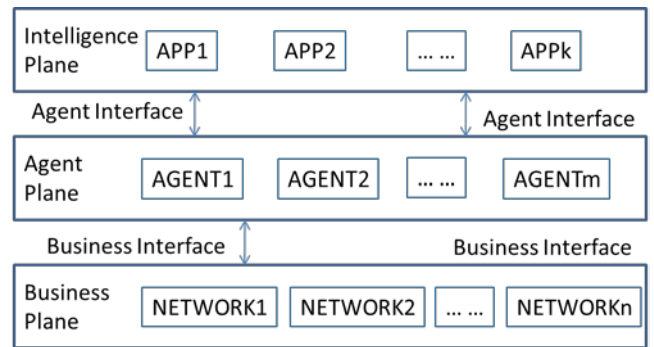 Intelligence
Plane
APP1 APP2 ... ... APPk
Agent Interface
Agent Interface
Agent
Plane
AGENT1 AGENT2 ... ... AGENTm
Business Interface Business Interface
Business
Plane
NETWORK1 NETWORK2 ... ... NETWORKn